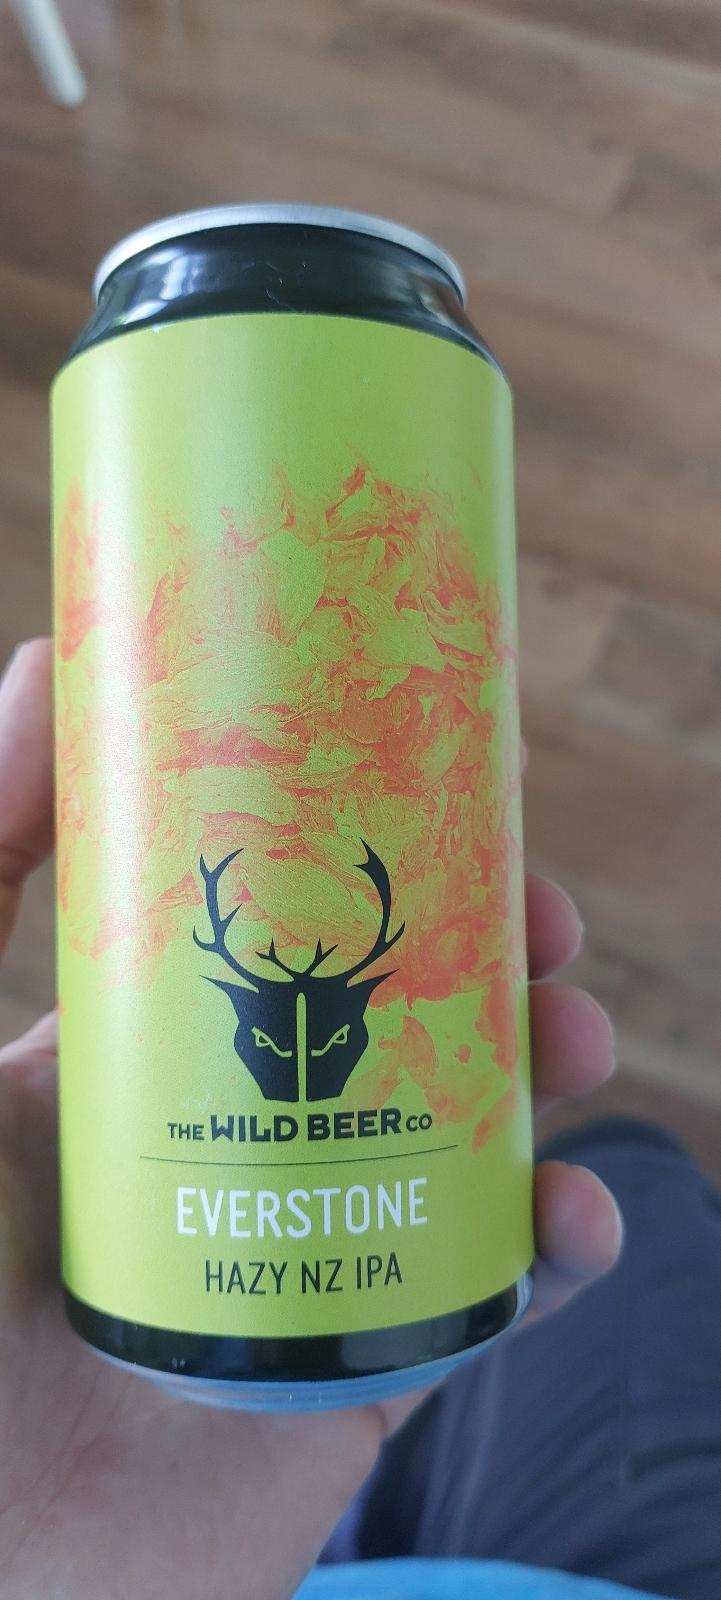 THE WILD BEER CO
EVERSTONE
HAZY NZ IPA